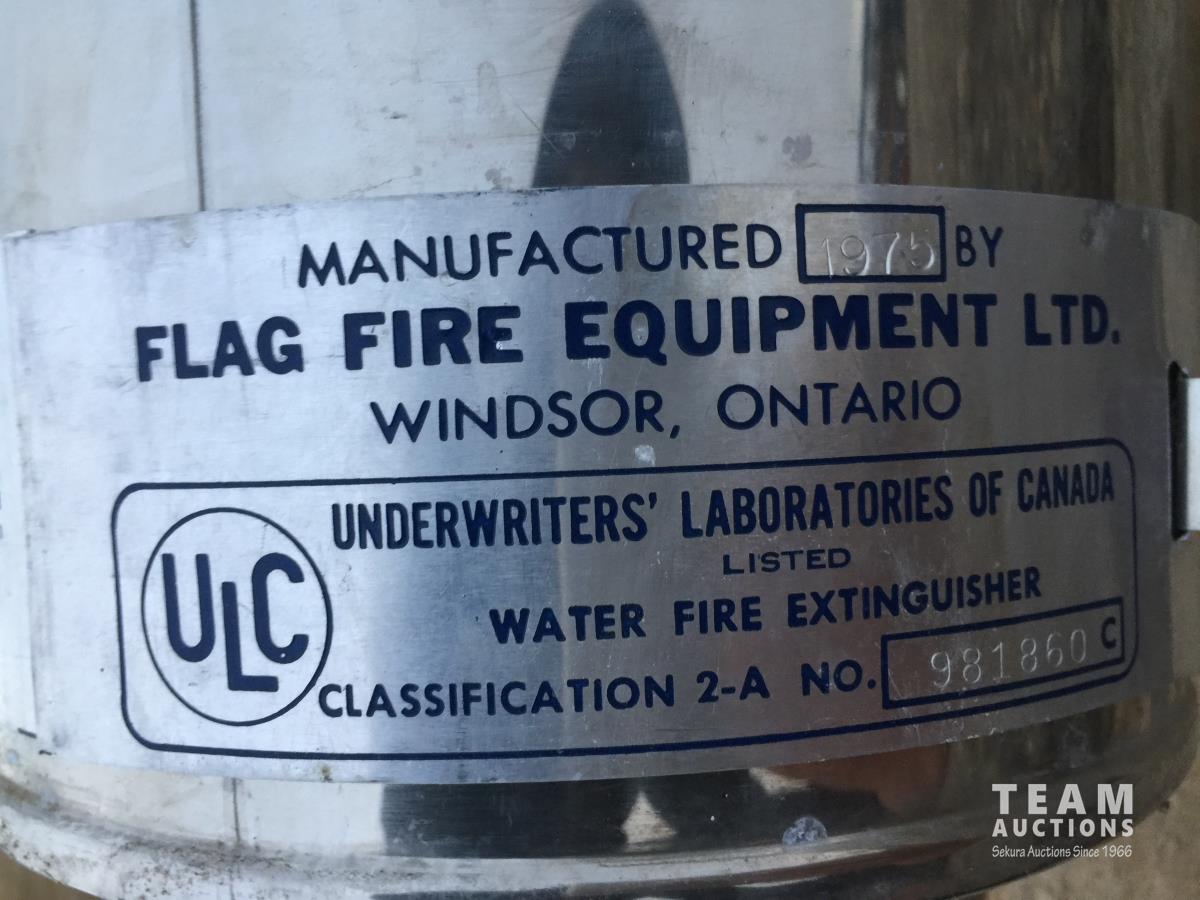 MANUFACTURED 1975 BY
FLAG FIRE EQUIPMENT LTD.
WINDSOR, ONTARIO
ULC
UNDERWRITERS' LABORATORIES OF CANADA
LISTED
WATER FIRE EXTINGUISHER
CLASSIFICATION 2-A NO. 981860 C
TEAM
AUCTIONS
Sekura Auctions Since 1966